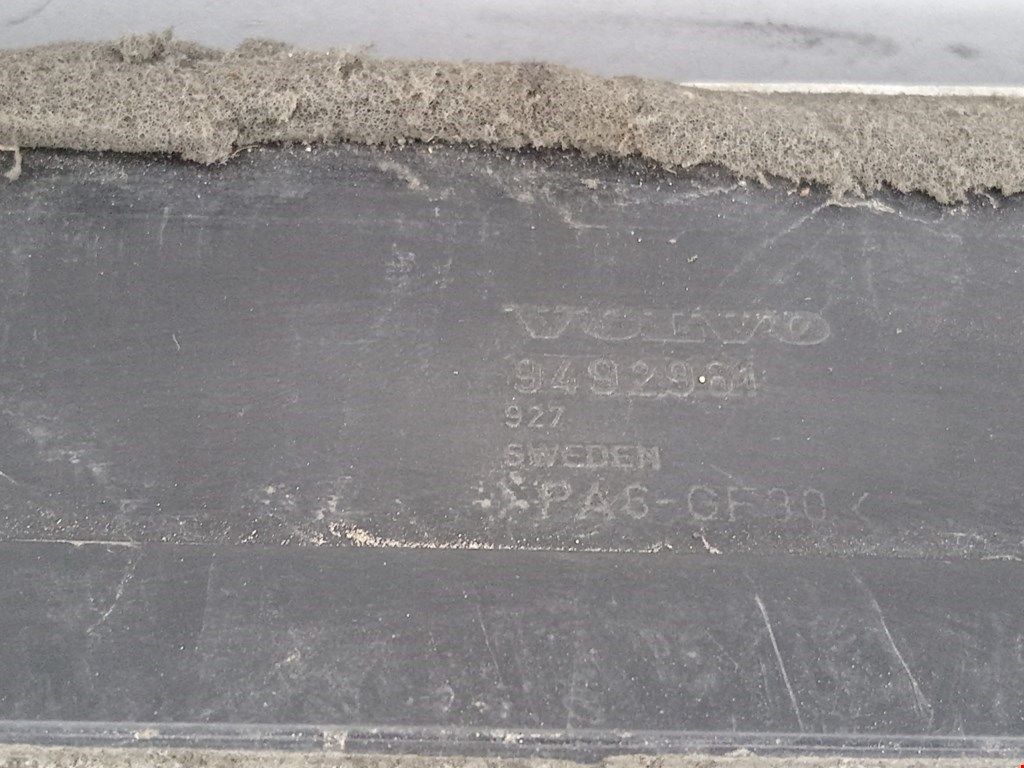 VOLVO
9492961
927
SWEDEN
>PA6-GF30<